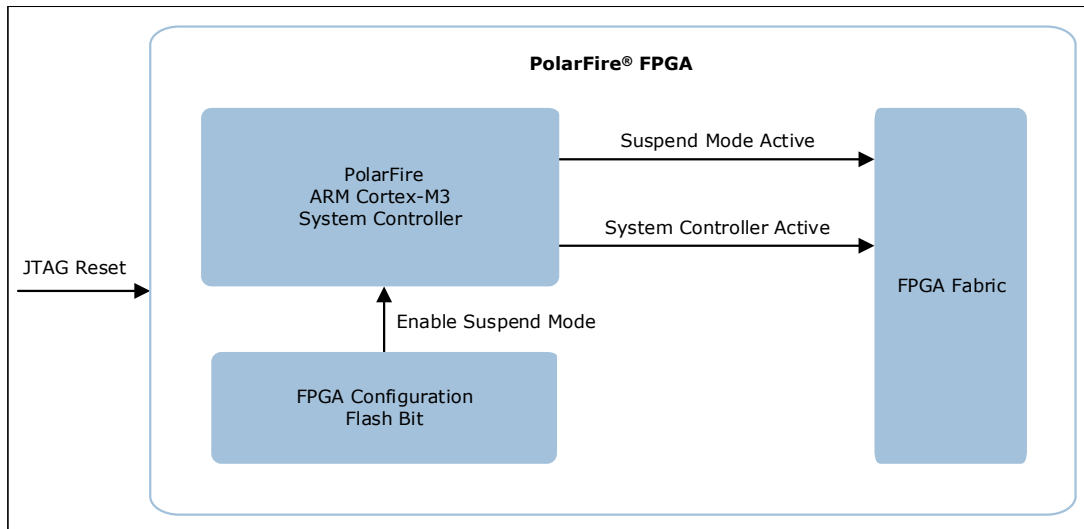 PolarFire® FPGA
PolarFire
ARM Cortex-M3
System Controller
Suspend Mode Active
System Controller Active
FPGA Fabric
JTAG Reset
Enable Suspend Mode
FPGA Configuration
Flash Bit